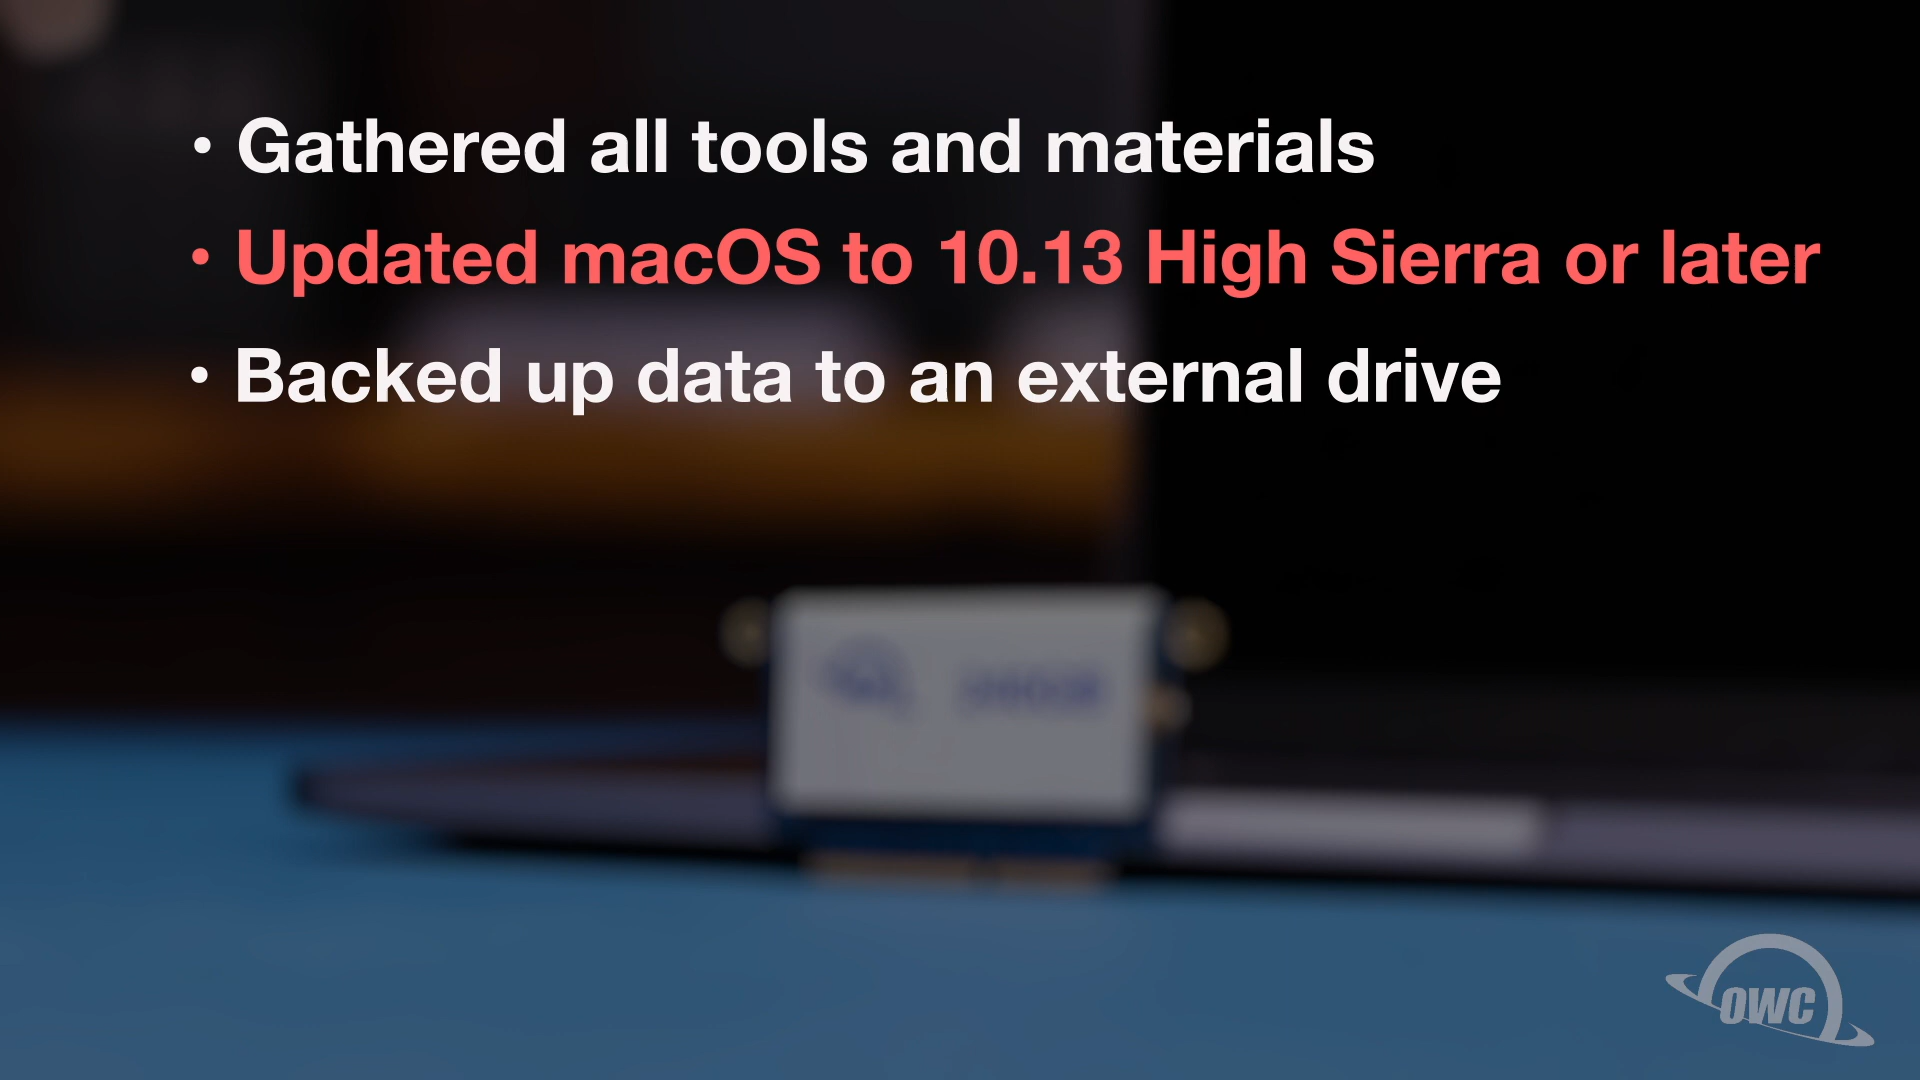 • Gathered all tools and materials
• Updated macOS to 10.13 High Sierra or later
• Backed up data to an external drive
OWC